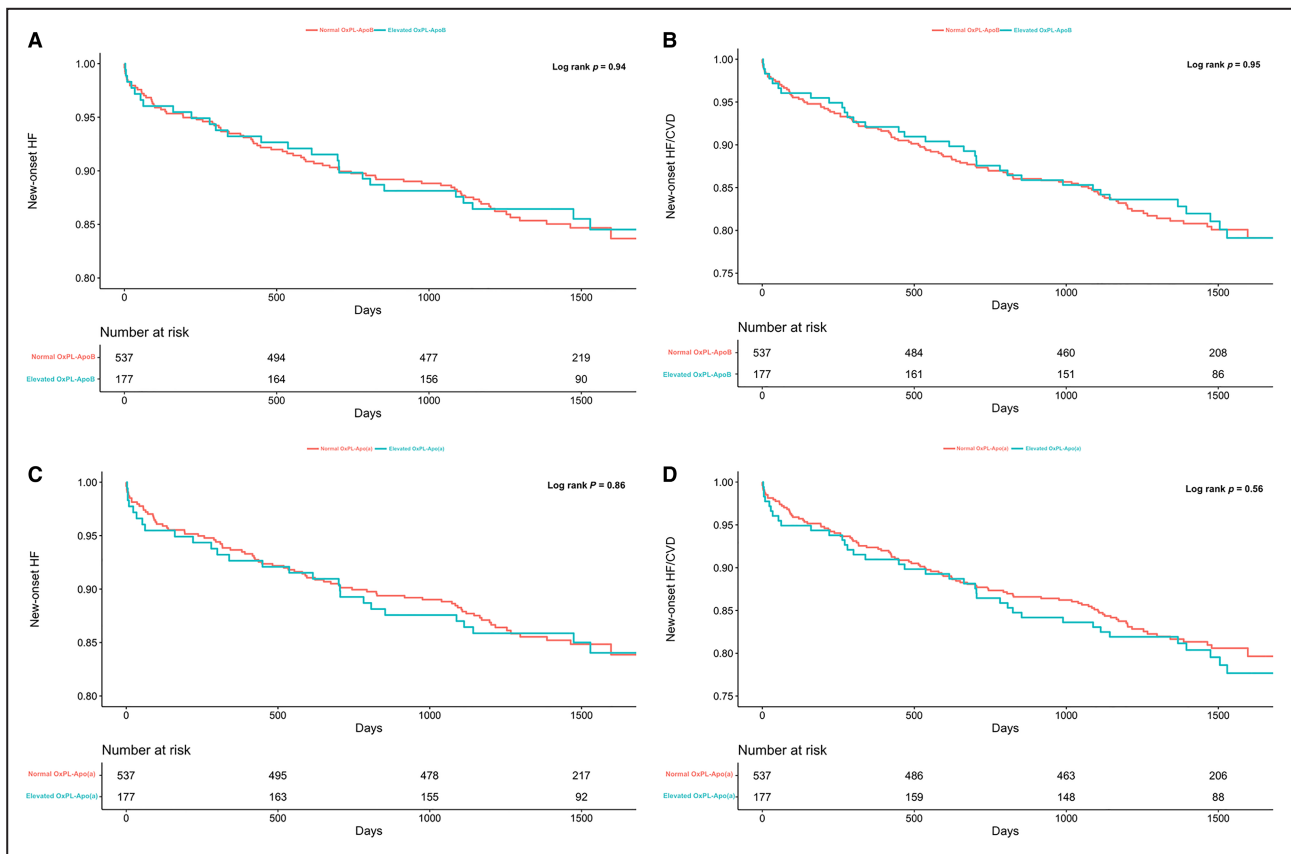 A
Normal OxPL-ApoB Elevated OxPL-ApoB
Log rank p = 0.94
New-onset HF
1.00
0.95
0.90
0.85
0.80
0 500 1000 1500
Days
Number at risk
Normal OxPL-ApoB 537 494 477 219
Elevated OxPL-ApoB 177 164 156 90
0 500 1000 1500
Days
B
Normal OxPL-ApoB Elevated OxPL-ApoB
Log rank p = 0.95
New-onset HF/CVD
1.00
0.95
0.90
0.85
0.80
0.75
0 500 1000 1500
Days
Number at risk
Normal OxPL-ApoB 537 484 460 208
Elevated OxPL-ApoB 177 161 151 86
0 500 1000 1500
Days
C
Normal OxPL-Apo(a) Elevated OxPL-Apo(a)
Log rank P = 0.86
New-onset HF
1.00
0.95
0.90
0.85
0.80
0 500 1000 1500
Days
Number at risk
Normal OxPL-Apo(a) 537 495 478 217
Elevated OxPL-Apo(a) 177 163 155 92
0 500 1000 1500
Days
D
Normal OxPL-Apo(a) Elevated OxPL-Apo(a)
Log rank p = 0.56
New-onset HF/CVD
1.00
0.95
0.90
0.85
0.80
0.75
0 500 1000 1500
Days
Number at risk
Normal OxPL-Apo(a) 537 486 463 206
Elevated OxPL-Apo(a) 177 159 148 88
0 500 1000 1500
Days